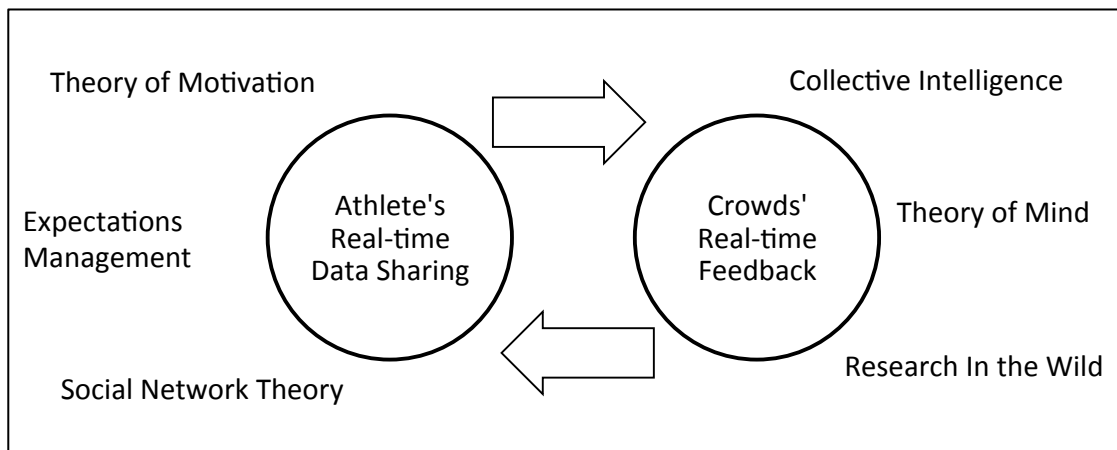 Theory of Motivation
Collective Intelligence
Athlete's
Real-time
Data Sharing
Crowds'
Real-time
Feedback
Expectations
Management
Theory of Mind
Social Network Theory
Research In the Wild